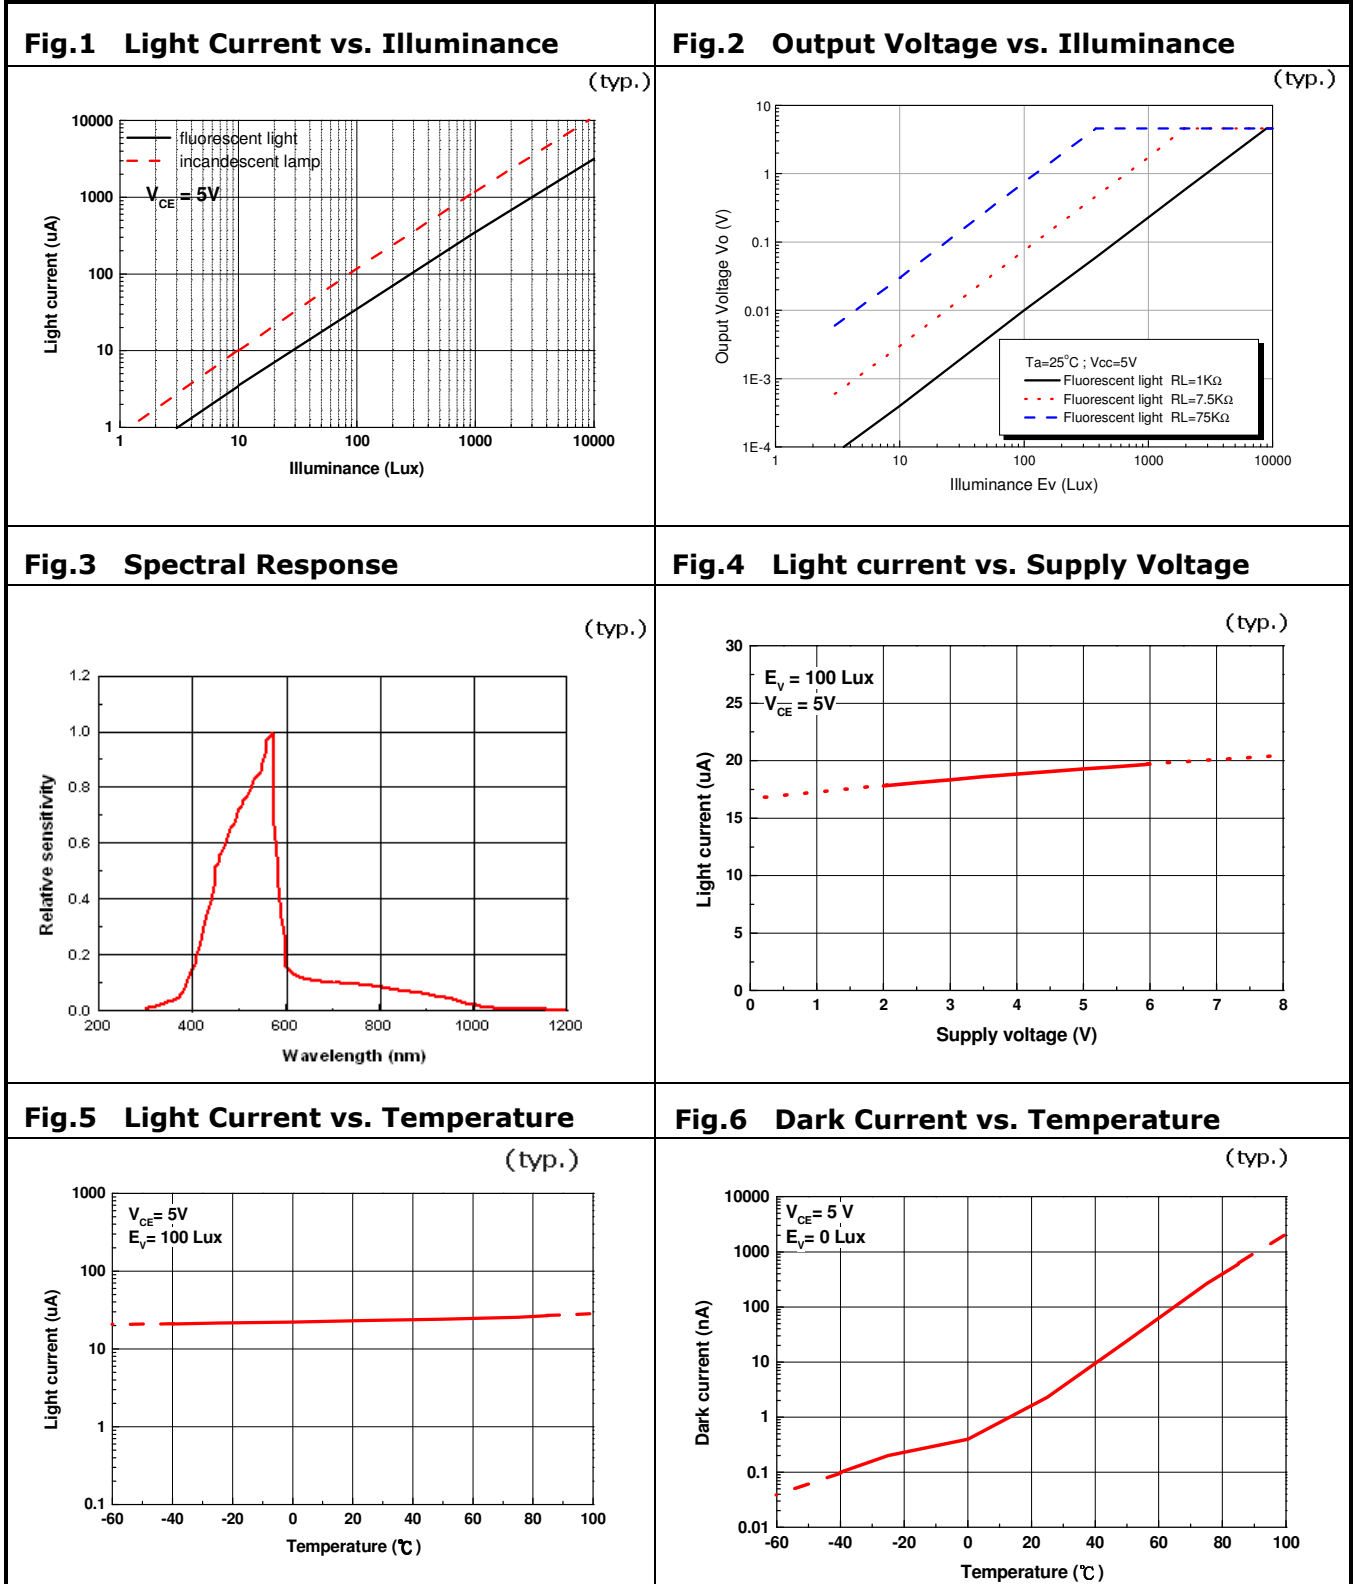 Fig.1 Light Current vs. Illuminance
(typ.)
10000
1000
100
10
1
fluorescent light
incandescent lamp
VCE = 5V
Light current (uA)
1 10 100 1000 10000
Illuminance (Lux)
Fig.2 Output Voltage vs. Illuminance
(typ.)
10
1
0.1
0.01
1E-3
1E-4
Ouput Voltage Vo (V)
Ta=25°C ; Vcc=5V
Fluorescent light RL=1KΩ
Fluorescent light RL=7.5KΩ
Fluorescent light RL=75KΩ
1 10 100 1000 10000
Illuminance Ev (Lux)
Fig.3 Spectral Response
(typ.)
1.2
1.0
0.8
0.6
0.4
0.2
0.0
Relative sensitivity
200 400 600 800 1000 1200
Wavelength (nm)
Fig.4 Light current vs. Supply Voltage
(typ.)
30
25
20
15
10
5
0
EV = 100 Lux
VCE = 5V
Light current (uA)
0 1 2 3 4 5 6 7 8
Supply voltage (V)
Fig.5 Light Current vs. Temperature
(typ.)
1000
100
10
1
0.1
VCE= 5V
EV= 100 Lux
Light current (uA)
-60 -40 -20 0 20 40 60 80 100
Temperature (℃)
Fig.6 Dark Current vs. Temperature
(typ.)
10000
1000
100
10
1
0.1
0.01
VCE= 5 V
EV= 0 Lux
Dark current (nA)
-60 -40 -20 0 20 40 60 80 100
Temperature (℃)